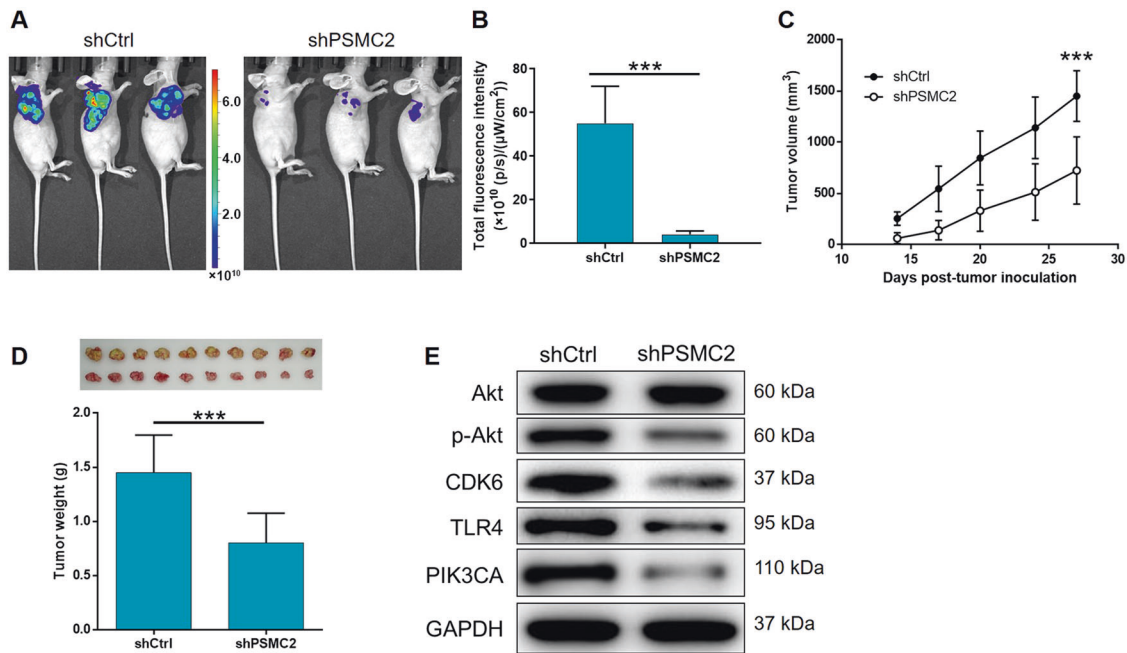 A
shCtrl
shPSMC2
6.0
4.0
2.0
×10¹⁰
B
Total fluorescence intensity
(×10¹⁰ (p/s)/(µW/cm²))
80
60
40
20
0
***
shCtrl
shPSMC2
C
Tumor volume (mm³)
2000
1500
1000
500
0
shCtrl
shPSMC2
***
10
15
20
25
30
Days post-tumor inoculation
D
Tumor weight (g)
2.0
1.5
1.0
0.5
0.0
***
shCtrl
shPSMC2
E
shCtrl
shPSMC2
Akt
60 kDa
p-Akt
60 kDa
CDK6
37 kDa
TLR4
95 kDa
PIK3CA
110 kDa
GAPDH
37 kDa